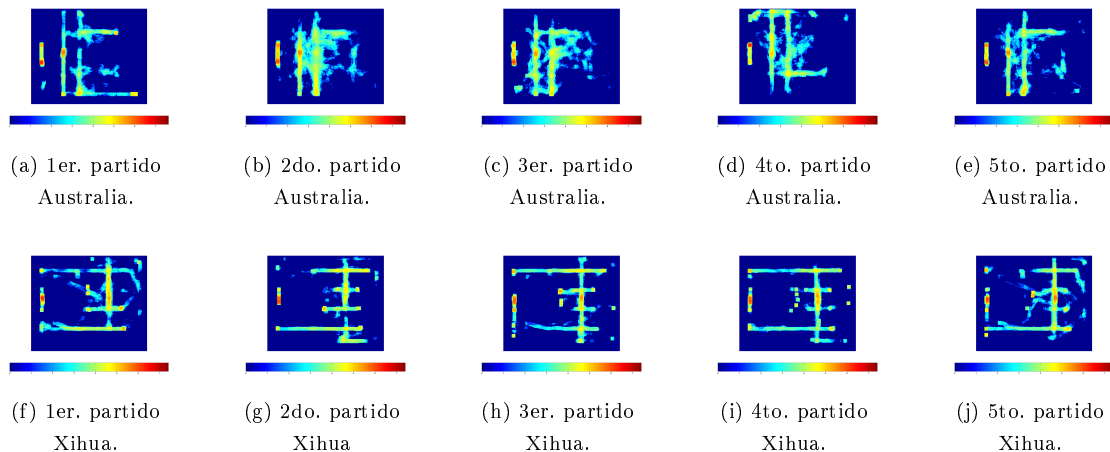 (a) 1er. partido
Australia.
(b) 2do. partido
Australia.
(c) 3er. partido
Australia.
(d) 4to. partido
Australia.
(e) 5to. partido
Australia.
(f) 1er. partido
Xihua.
(g) 2do. partido
Xihua
(h) 3er. partido
Xihua.
(i) 4to. partido
Xihua.
(j) 5to. partido
Xihua.